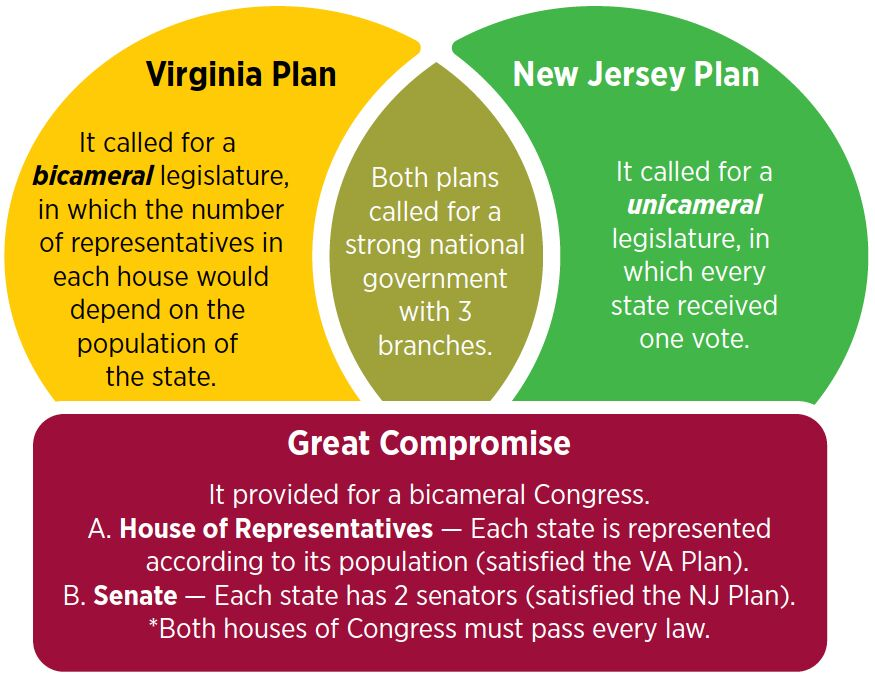 Virginia Plan
It called for a
bicameral legislature,
in which the number
of representatives in
each house would
depend on the
population of
the state.
Both plans
called for a
strong national
government
with 3
branches.
New Jersey Plan
It called for a
unicameral
legislature, in
which every
state received
one vote.
Great Compromise
It provided for a bicameral Congress.
A. House of Representatives — Each state is represented
according to its population (satisfied the VA Plan).
B. Senate — Each state has 2 senators (satisfied the NJ Plan).
*Both houses of Congress must pass every law.